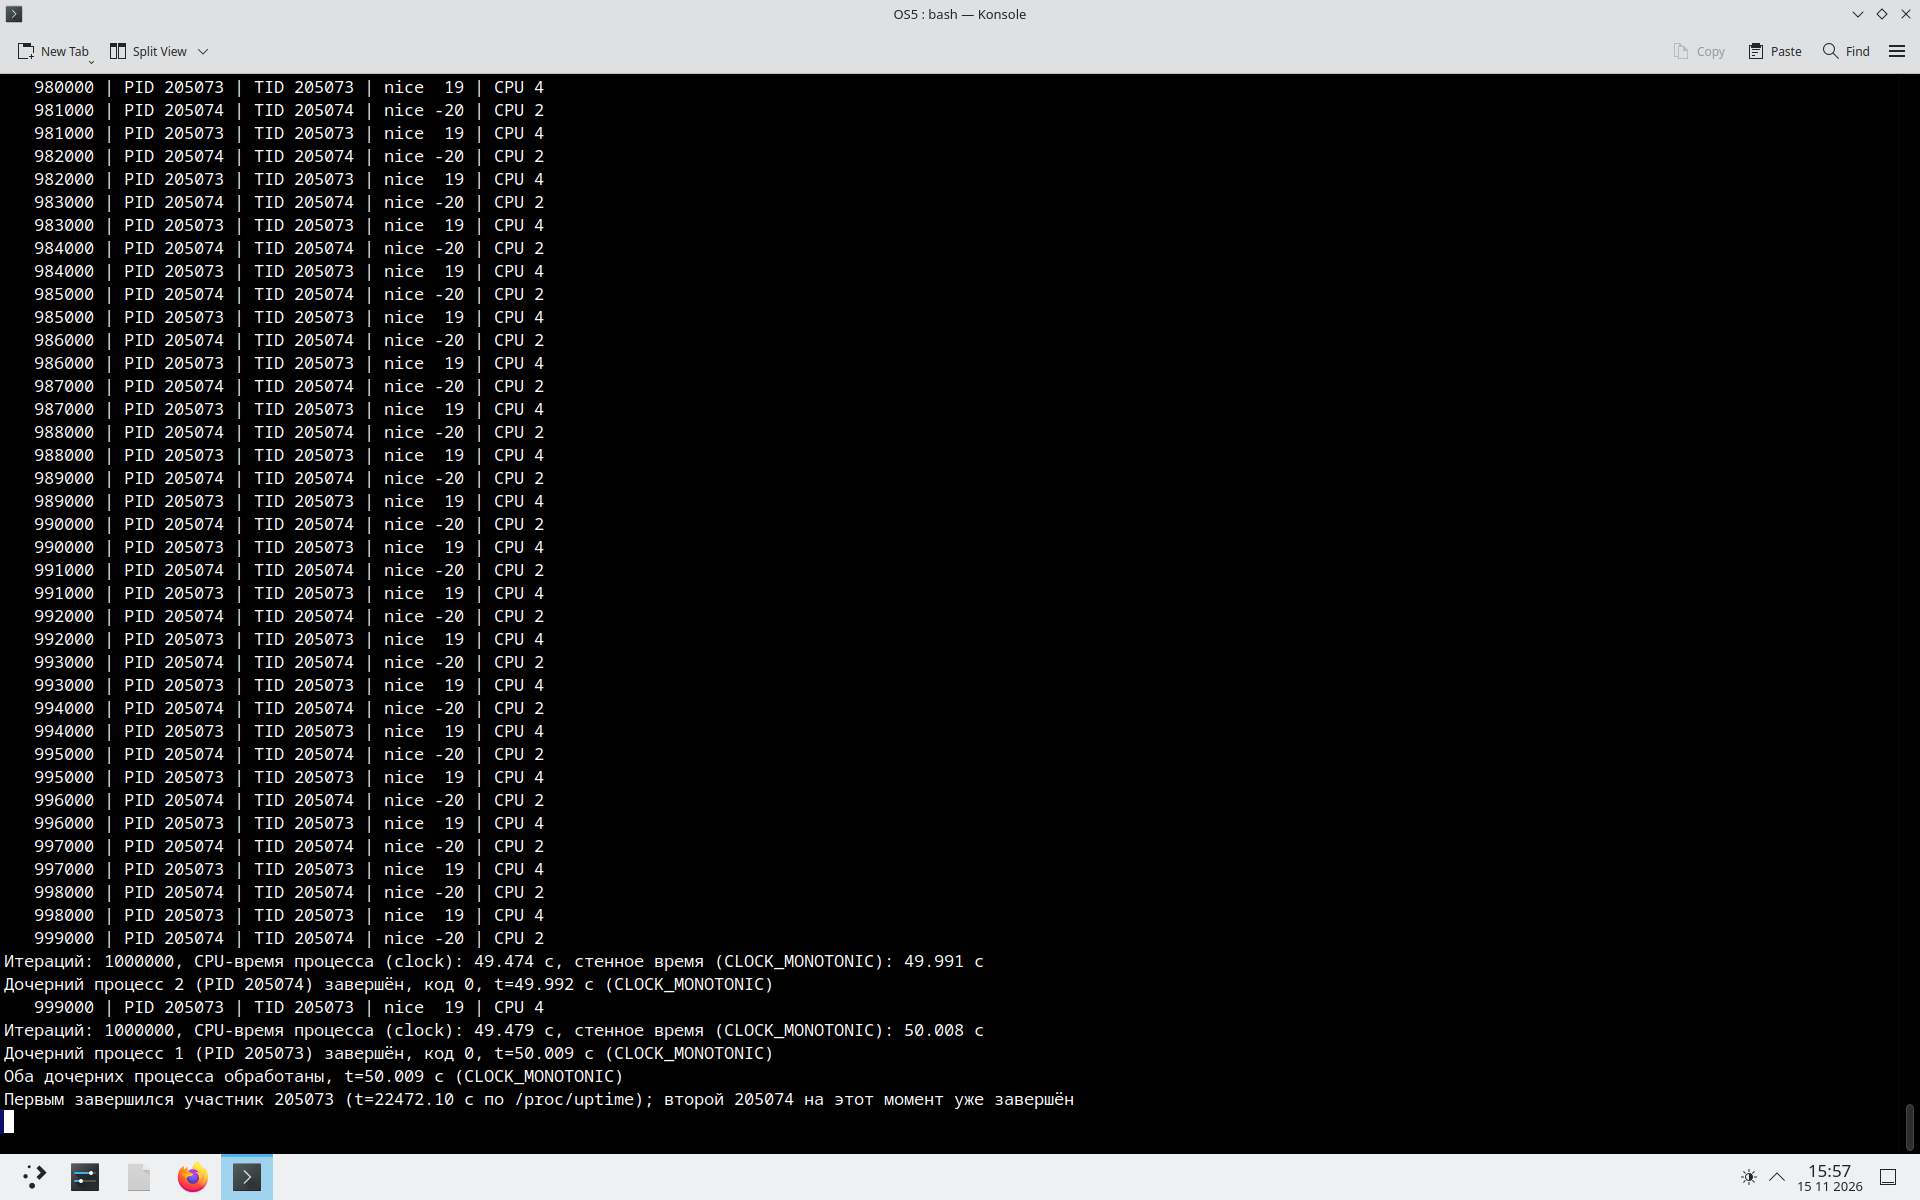 OS5 : bash — Konsole
New Tab Split View Copy Paste Find
980000 | PID 205073 | TID 205073 | nice  19 | CPU 4
981000 | PID 205074 | TID 205074 | nice -20 | CPU 2
981000 | PID 205073 | TID 205073 | nice  19 | CPU 4
982000 | PID 205074 | TID 205074 | nice -20 | CPU 2
982000 | PID 205073 | TID 205073 | nice  19 | CPU 4
983000 | PID 205074 | TID 205074 | nice -20 | CPU 2
983000 | PID 205073 | TID 205073 | nice  19 | CPU 4
984000 | PID 205074 | TID 205074 | nice -20 | CPU 2
984000 | PID 205073 | TID 205073 | nice  19 | CPU 4
985000 | PID 205074 | TID 205074 | nice -20 | CPU 2
985000 | PID 205073 | TID 205073 | nice  19 | CPU 4
986000 | PID 205074 | TID 205074 | nice -20 | CPU 2
986000 | PID 205073 | TID 205073 | nice  19 | CPU 4
987000 | PID 205074 | TID 205074 | nice -20 | CPU 2
987000 | PID 205073 | TID 205073 | nice  19 | CPU 4
988000 | PID 205074 | TID 205074 | nice -20 | CPU 2
988000 | PID 205073 | TID 205073 | nice  19 | CPU 4
989000 | PID 205074 | TID 205074 | nice -20 | CPU 2
989000 | PID 205073 | TID 205073 | nice  19 | CPU 4
990000 | PID 205074 | TID 205074 | nice -20 | CPU 2
990000 | PID 205073 | TID 205073 | nice  19 | CPU 4
991000 | PID 205074 | TID 205074 | nice -20 | CPU 2
991000 | PID 205073 | TID 205073 | nice  19 | CPU 4
992000 | PID 205074 | TID 205074 | nice -20 | CPU 2
992000 | PID 205073 | TID 205073 | nice  19 | CPU 4
993000 | PID 205074 | TID 205074 | nice -20 | CPU 2
993000 | PID 205073 | TID 205073 | nice  19 | CPU 4
994000 | PID 205074 | TID 205074 | nice -20 | CPU 2
994000 | PID 205073 | TID 205073 | nice  19 | CPU 4
995000 | PID 205074 | TID 205074 | nice -20 | CPU 2
995000 | PID 205073 | TID 205073 | nice  19 | CPU 4
996000 | PID 205074 | TID 205074 | nice -20 | CPU 2
996000 | PID 205073 | TID 205073 | nice  19 | CPU 4
997000 | PID 205074 | TID 205074 | nice -20 | CPU 2
997000 | PID 205073 | TID 205073 | nice  19 | CPU 4
998000 | PID 205074 | TID 205074 | nice -20 | CPU 2
998000 | PID 205073 | TID 205073 | nice  19 | CPU 4
999000 | PID 205074 | TID 205074 | nice -20 | CPU 2
Итераций: 1000000, CPU-время процесса (clock): 49.474 с, стенное время (CLOCK_MONOTONIC): 49.991 с
Дочерний процесс 2 (PID 205074) завершён, код 0, t=49.992 с (CLOCK_MONOTONIC)
999000 | PID 205073 | TID 205073 | nice  19 | CPU 4
Итераций: 1000000, CPU-время процесса (clock): 49.479 с, стенное время (CLOCK_MONOTONIC): 50.008 с
Дочерний процесс 1 (PID 205073) завершён, код 0, t=50.009 с (CLOCK_MONOTONIC)
Оба дочерних процесса обработаны, t=50.009 с (CLOCK_MONOTONIC)
Первым завершился участник 205073 (t=22472.10 с по /proc/uptime); второй 205074 на этот момент уже завершён
15:57
15 11 2026